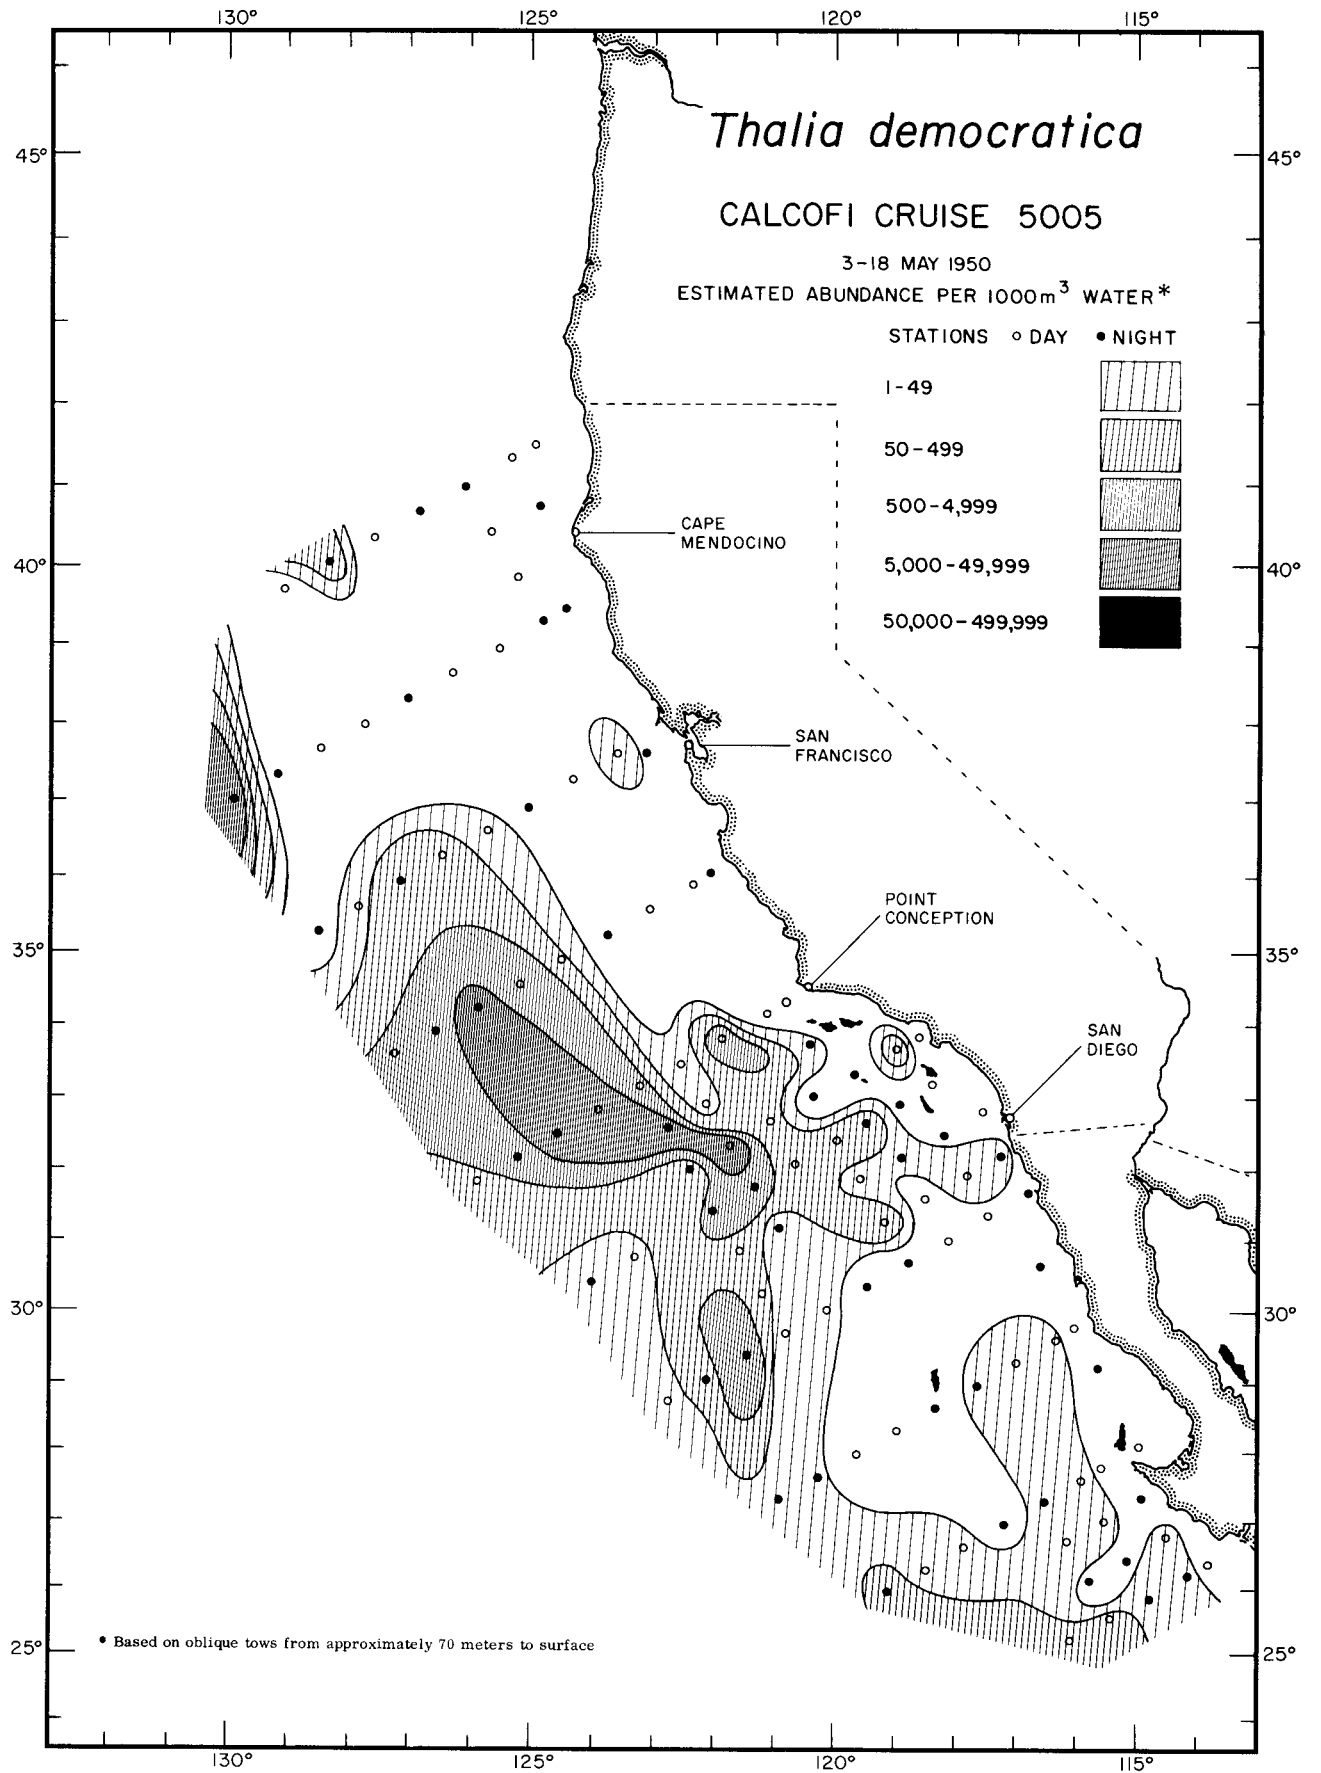 130° 125° 120° 115°
Thalia democratica
45° 45°
CALCOFI CRUISE 5005
3-18 MAY 1950
ESTIMATED ABUNDANCE PER 1000m³ WATER*
STATIONS ○ DAY ● NIGHT
1-49
50-499
500-4,999
5,000-49,999
50,000-499,999
CAPE
MENDOCINO
40° 40°
SAN
FRANCISCO
POINT
CONCEPTION
35° 35°
SAN
DIEGO
30° 30°
● Based on oblique tows from approximately 70 meters to surface
25° 25°
130° 125° 120° 115°